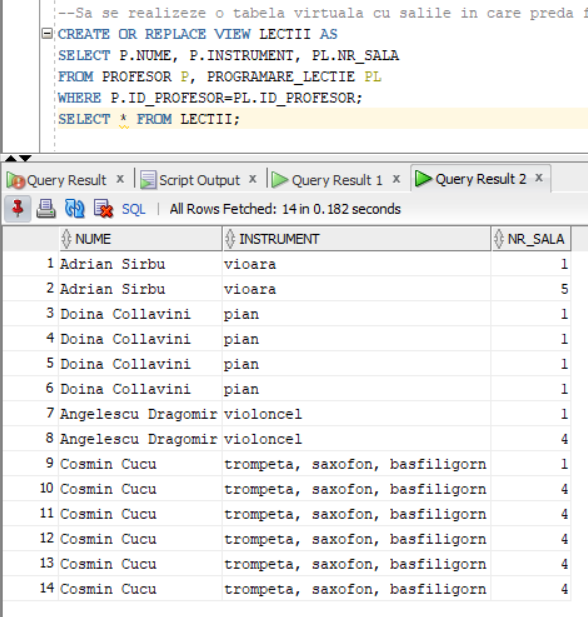 --Sa se realizeze o tabela virtuala cu salile in care preda
CREATE OR REPLACE VIEW LECTII AS
SELECT P.NUME, P.INSTRUMENT, PL.NR_SALA
FROM PROFESOR P, PROGRAMARE_LECTIE PL
WHERE P.ID_PROFESOR=PL.ID_PROFESOR;
SELECT * FROM LECTII;
Query Result x Script Output x Query Result 1 x Query Result 2 x
SQL | All Rows Fetched: 14 in 0.182 seconds
NUME INSTRUMENT NR_SALA
1 Adrian Sirbu vioara 1
2 Adrian Sirbu vioara 5
3 Doina Collavini pian 1
4 Doina Collavini pian 1
5 Doina Collavini pian 1
6 Doina Collavini pian 1
7 Angelescu Dragomir violoncel 1
8 Angelescu Dragomir violoncel 4
9 Cosmin Cucu trompeta, saxofon, basfiligorn 1
10 Cosmin Cucu trompeta, saxofon, basfiligorn 4
11 Cosmin Cucu trompeta, saxofon, basfiligorn 4
12 Cosmin Cucu trompeta, saxofon, basfiligorn 4
13 Cosmin Cucu trompeta, saxofon, basfiligorn 4
14 Cosmin Cucu trompeta, saxofon, basfiligorn 4